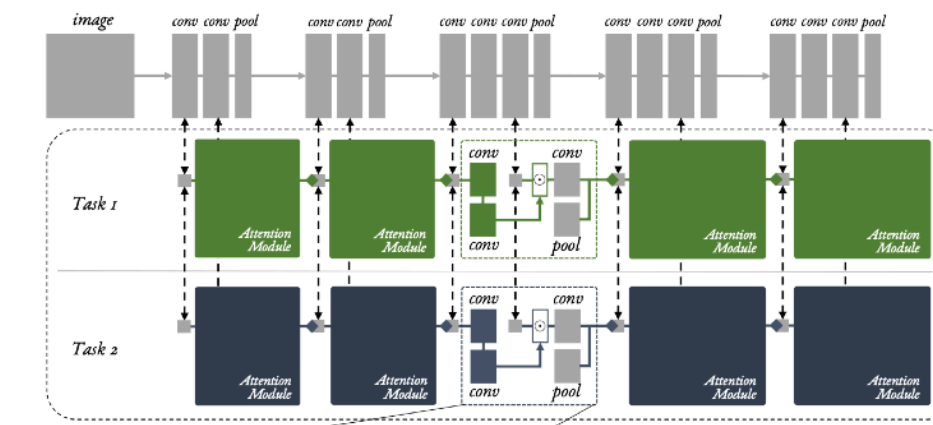 image
conv conv pool
conv conv pool
conv conv conv pool
conv conv conv pool
conv conv conv pool
Task 1
Attention
Module
Attention
Module
conv
conv
conv
pool
Attention
Module
Attention
Module
Task 2
Attention
Module
Attention
Module
conv
conv
conv
pool
Attention
Module
Attention
Module